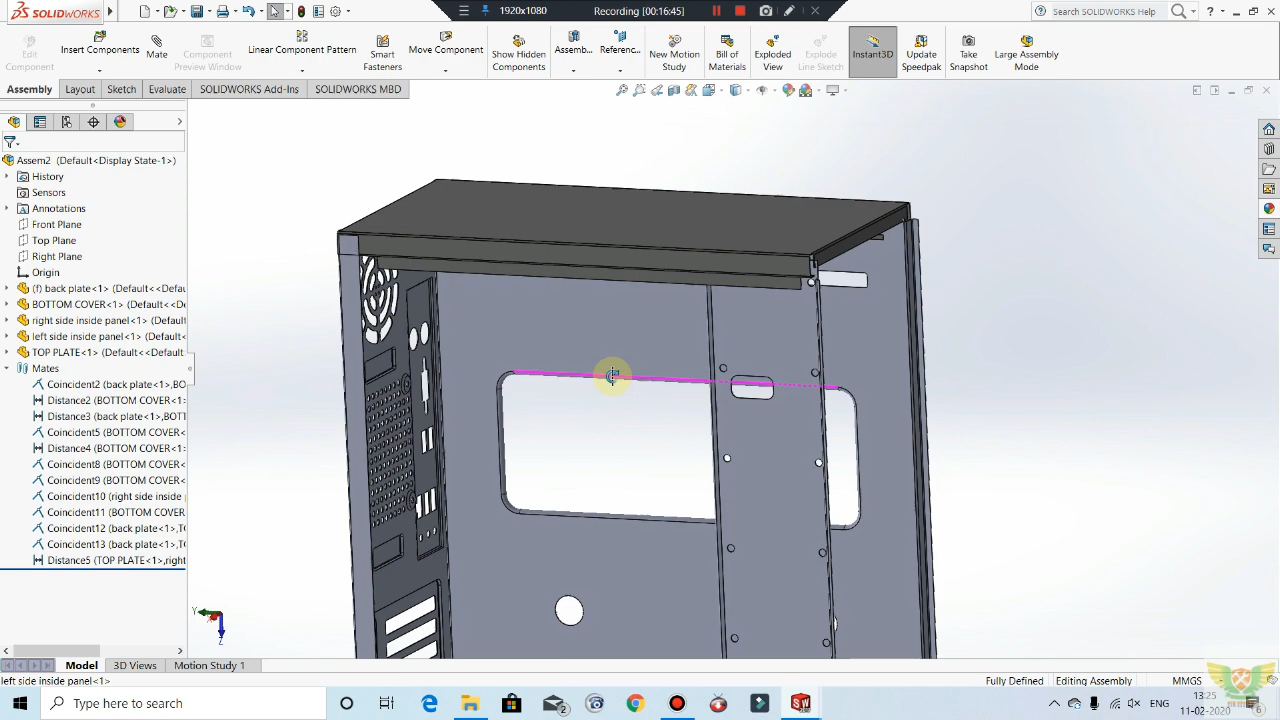 1920x1080 Recording [00:16:45]
SOLIDWORKS
Search SOLIDWORKS Help
Edit Component
Insert Components
Mate
Component Preview Window
Linear Component Pattern
Smart Fasteners
Move Component
Show Hidden Components
Assemb...
Referenc...
New Motion Study
Bill of Materials
Exploded View
Explode Line Sketch
Instant3D
Update Speedpak
Take Snapshot
Large Assembly Mode
Assembly Layout Sketch Evaluate SOLIDWORKS Add-Ins SOLIDWORKS MBD
Assem2 (Default<Display State-1>)
History
Sensors
Annotations
Front Plane
Top Plane
Right Plane
Origin
(f) back plate<1> (Defau
BOTTOM COVER<1> (Defau
right side inside panel<1>
left side inside panel<1> (D
TOP PLATE<1> (Default<<Default
Mates
Coincident2 (back plate<1>,BO
Distance2 (BOTTOM COVER<1
Distance3 (back plate<1>,BOTT
Coincident5 (BOTTOM COVER
Distance4 (BOTTOM COVER<1
Coincident8 (BOTTOM COVER
Coincident9 (BOTTOM COVER
Coincident10 (right side inside
Coincident11 (BOTTOM COVER
Coincident12 (back plate<1>,TO
Coincident13 (back plate<1>,TO
Distance5 (TOP PLATE<1>,right
Y
X
Z
Model 3D Views Motion Study 1
left side inside panel<1> Fully Defined Editing Assembly MMGS
Type here to search
13:25
11-02-2020